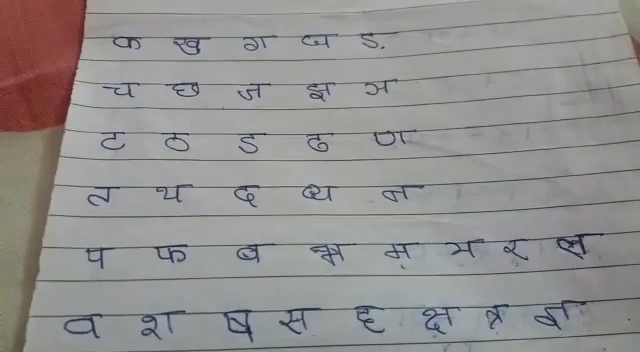 क ख ग घ ङ
च छ ज झ ञ
ट ठ ड ढ ण
त थ द ध न
प फ ब भ म य र ल
व श ष स ह क्ष त्र ज्ञ